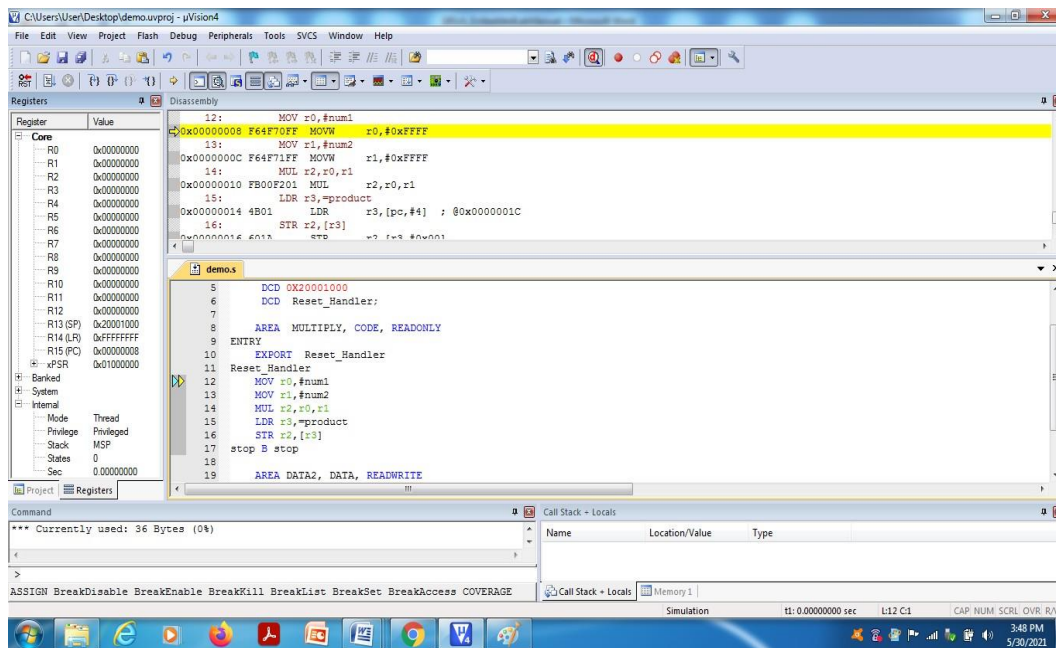 C:\Users\User\Desktop\demo.uvproj - µVision4
File Edit View Project Flash Debug Peripherals Tools SVCS Window Help
RST
Registers
Register Value
Core
R0 0x00000000
R1 0x00000000
R2 0x00000000
R3 0x00000000
R4 0x00000000
R5 0x00000000
R6 0x00000000
R7 0x00000000
R8 0x00000000
R9 0x00000000
R10 0x00000000
R11 0x00000000
R12 0x00000000
R13 (SP) 0x20001000
R14 (LR) 0xFFFFFFFF
R15 (PC) 0x00000008
xPSR 0x01000000
Banked
System
Internal
Mode Thread
Privilege Privileged
Stack MSP
States 0
Sec 0.00000000
Project Registers
Disassembly
12: MOV r0,#num1
0x00000008 F64F70FF MOVW r0,#0xFFFF
13: MOV r1,#num2
0x0000000C F64F71FF MOVW r1,#0xFFFF
14: MUL r2,r0,r1
0x00000010 FB00F201 MUL r2,r0,r1
15: LDR r3,=product
0x00000014 4B01 LDR r3,[pc,#4] ; @0x0000001C
16: STR r2,[r3]
0x00000016 601A STR r2,[r3,#0x00]
demo.s
5 DCD 0X20001000
6 DCD Reset_Handler;
7
8 AREA MULTIPLY, CODE, READONLY
9 ENTRY
10 EXPORT Reset_Handler
11 Reset_Handler
12 MOV r0,#num1
13 MOV r1,#num2
14 MUL r2,r0,r1
15 LDR r3,=product
16 STR r2,[r3]
17 stop B stop
18
19 AREA DATA2, DATA, READWRITE
Command
*** Currently used: 36 Bytes (0%)
>
ASSIGN BreakDisable BreakEnable BreakKill BreakList BreakSet BreakAccess COVERAGE
Call Stack + Locals
Name Location/Value Type
Call Stack + Locals Memory 1
Simulation t1: 0.00000000 sec L:12 C:1 CAP NUM SCRL OVR R/
3:48 PM
5/30/2021